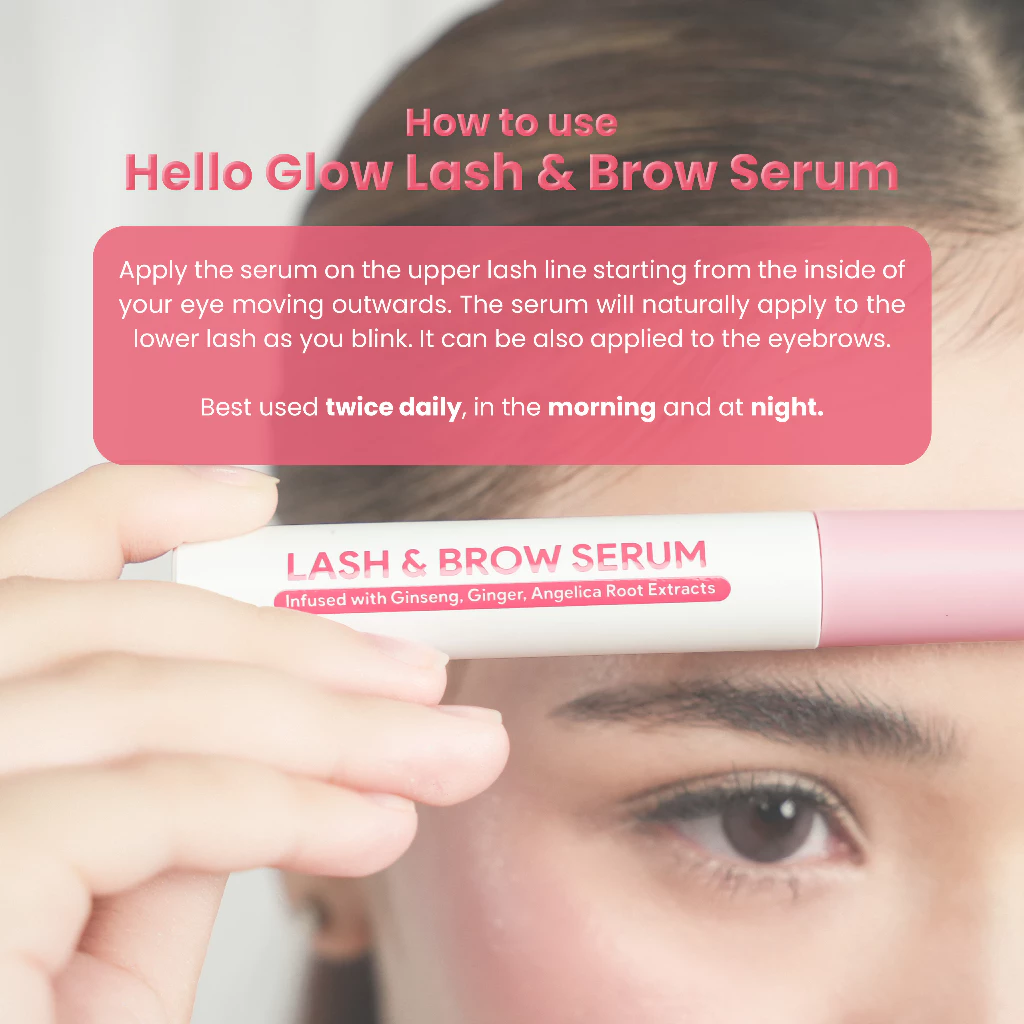 How to use
Hello Glow Lash & Brow Serum
Apply the serum on the upper lash line starting from the inside of
your eye moving outwards. The serum will naturally apply to the
lower lash as you blink. It can be also applied to the eyebrows.
Best used twice daily, in the morning and at night.
LASH & BROW SERUM
Infused with Ginseng, Ginger, Angelica Root Extracts